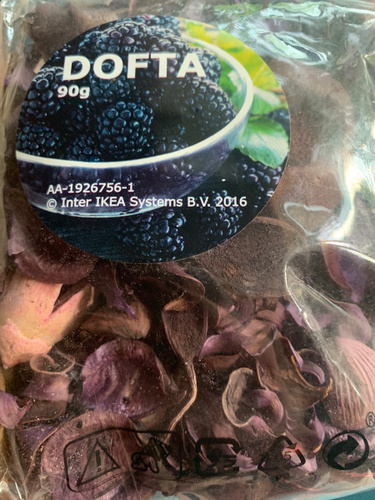 DOFTA
90g
AA-1926756-1
© Inter IKEA Systems B.V. 2016
®